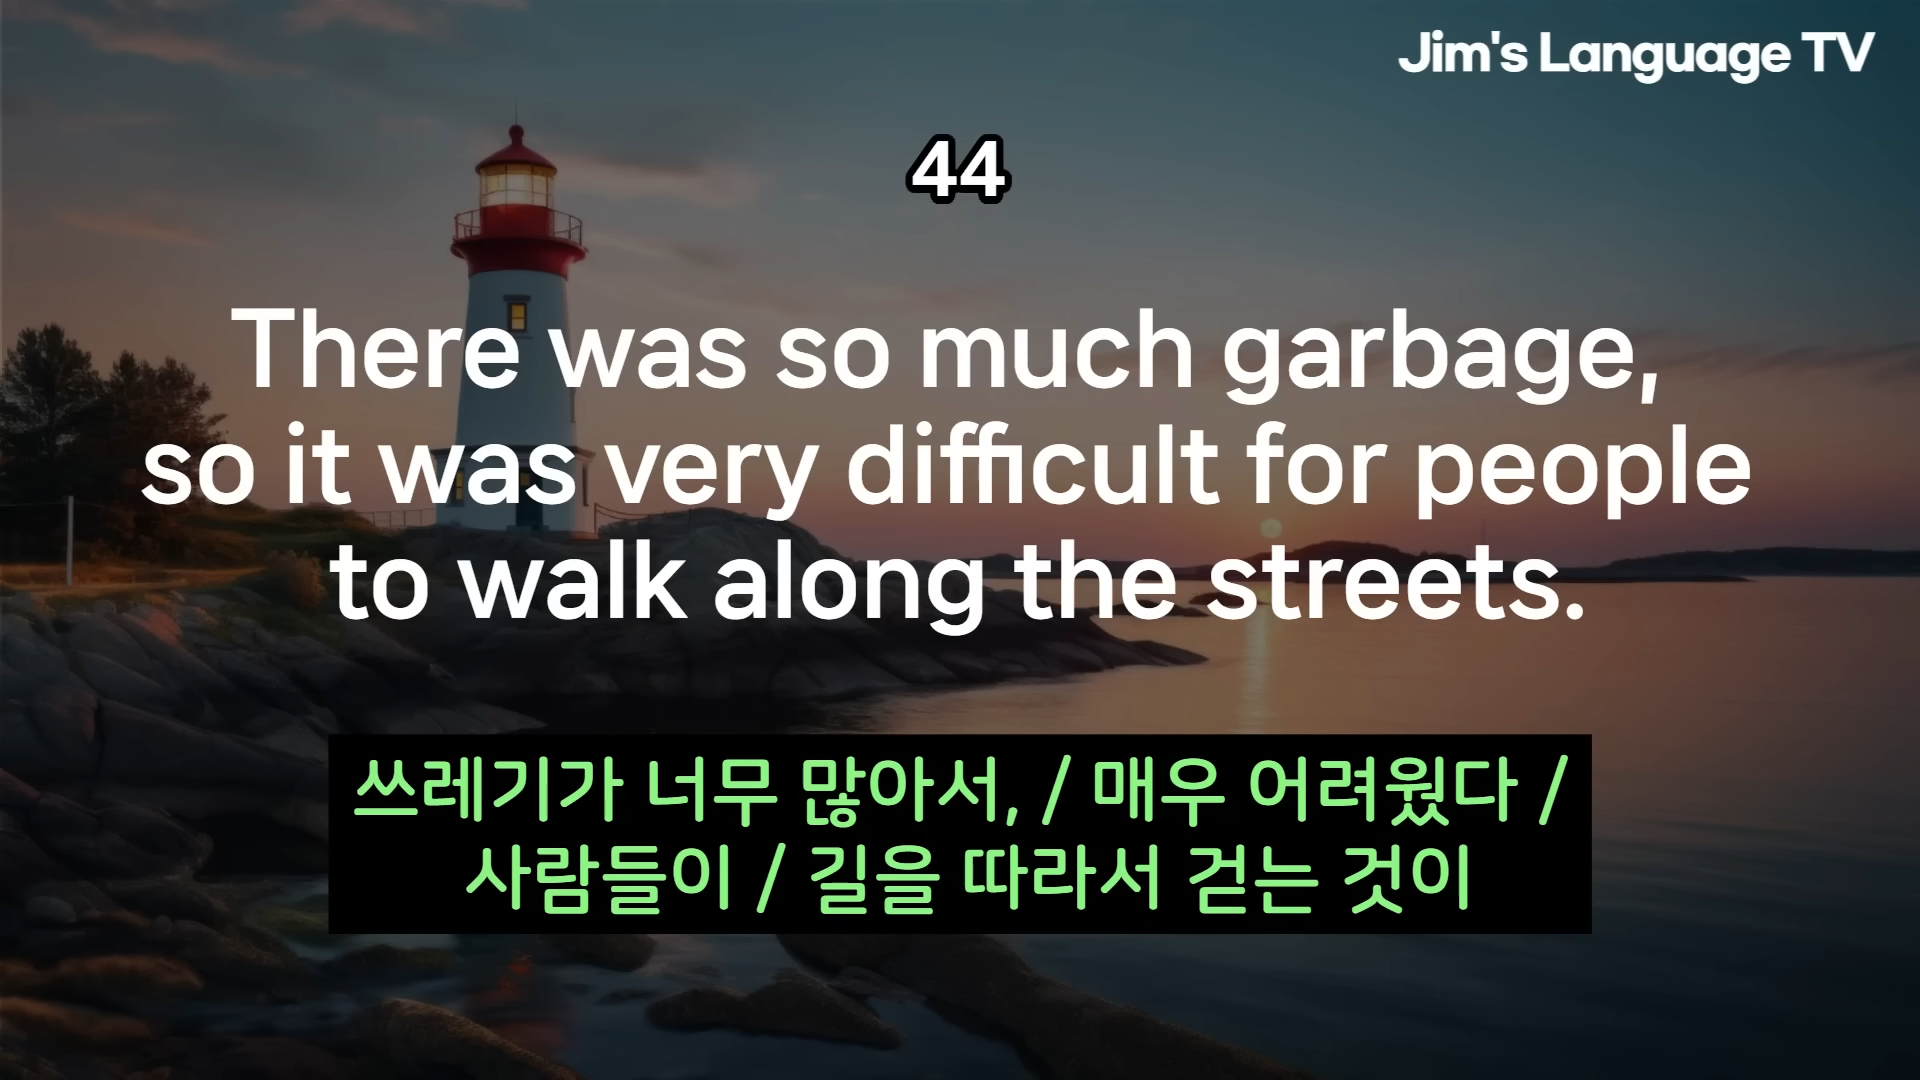 Jim's Language TV
44
There was so much garbage,
so it was very difficult for people
to walk along the streets.
쓰레기가 너무 많아서, / 매우 어려웠다 /
사람들이 / 길을 따라서 걷는 것이